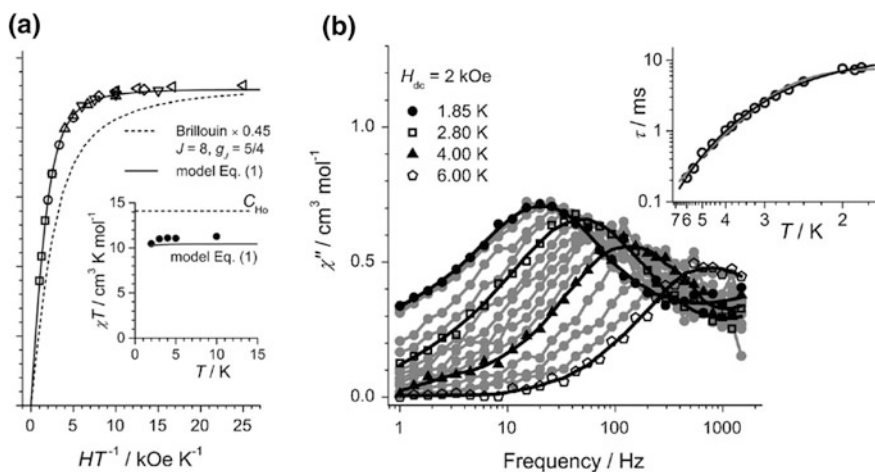 (a)
Brillouin × 0.45
J = 8, g_J = 5/4
model Eq. (1)
χT / cm³ K mol⁻¹
15
10
5
0
C_Ho
model Eq. (1)
0 5 10 15
T / K
0 5 10 15 20 25
HT⁻¹ / kOe K⁻¹
(b)
χ″ / cm³ mol⁻¹
1.0
0.5
0.0
H_dc = 2 kOe
1.85 K
2.80 K
4.00 K
6.00 K
τ / ms
10
1
0.1
7 6 5 4 3 2
T / K
1 10 100 1000
Frequency / Hz